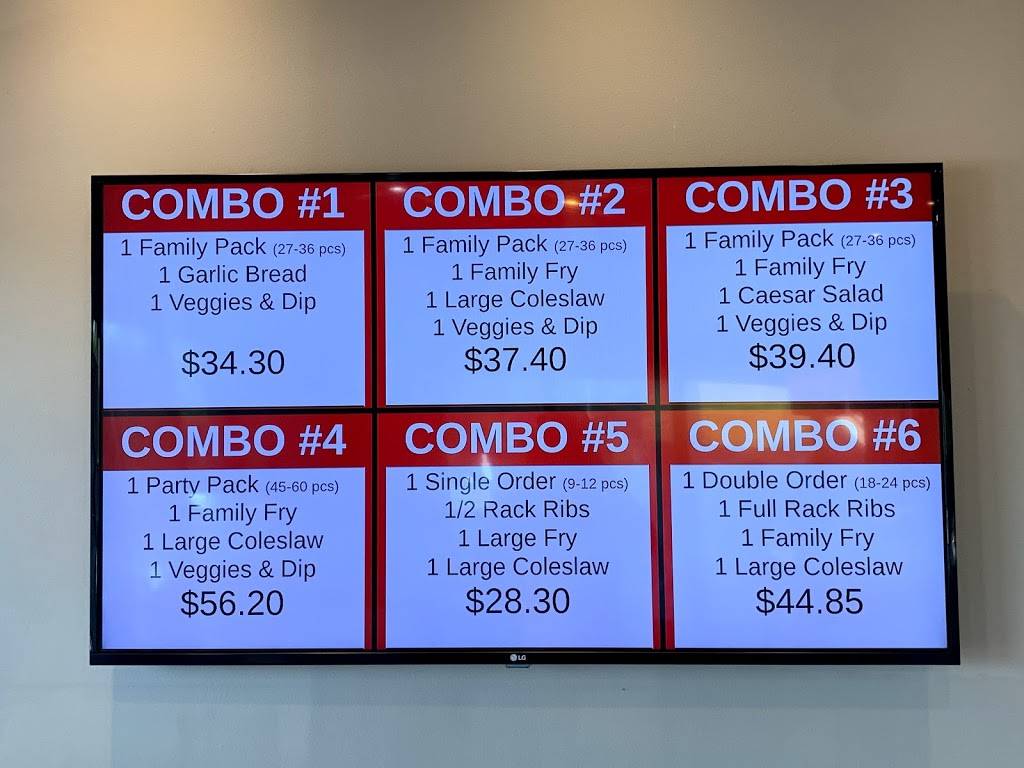 COMBO #1
1 Family Pack (27-36 pcs)
1 Garlic Bread
1 Veggies & Dip
$34.30
COMBO #2
1 Family Pack (27-36 pcs)
1 Family Fry
1 Large Coleslaw
1 Veggies & Dip
$37.40
COMBO #3
1 Family Pack (27-36 pcs)
1 Family Fry
1 Caesar Salad
1 Veggies & Dip
$39.40
COMBO #4
1 Party Pack (45-60 pcs)
1 Family Fry
1 Large Coleslaw
1 Veggies & Dip
$56.20
COMBO #5
1 Single Order (9-12 pcs)
1/2 Rack Ribs
1 Large Fry
1 Large Coleslaw
$28.30
COMBO #6
1 Double Order (18-24 pcs)
1 Full Rack Ribs
1 Family Fry
1 Large Coleslaw
$44.85
LG